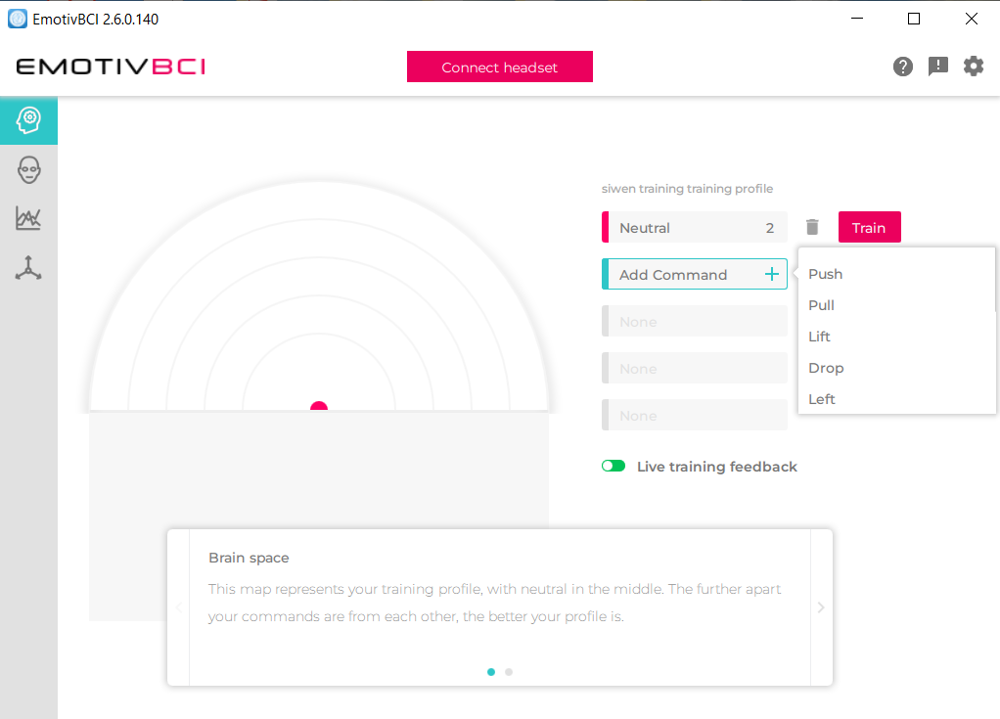 EmotivBCI 2.6.0.140
EMOTIVBCI
Connect headset
siwen training training profile
Neutral 2
Train
Add Command +
Push
Pull
None
Lift
None
Drop
Left
None
Live training feedback
Brain space
This map represents your training profile, with neutral in the middle. The further apart
your commands are from each other, the better your profile is.